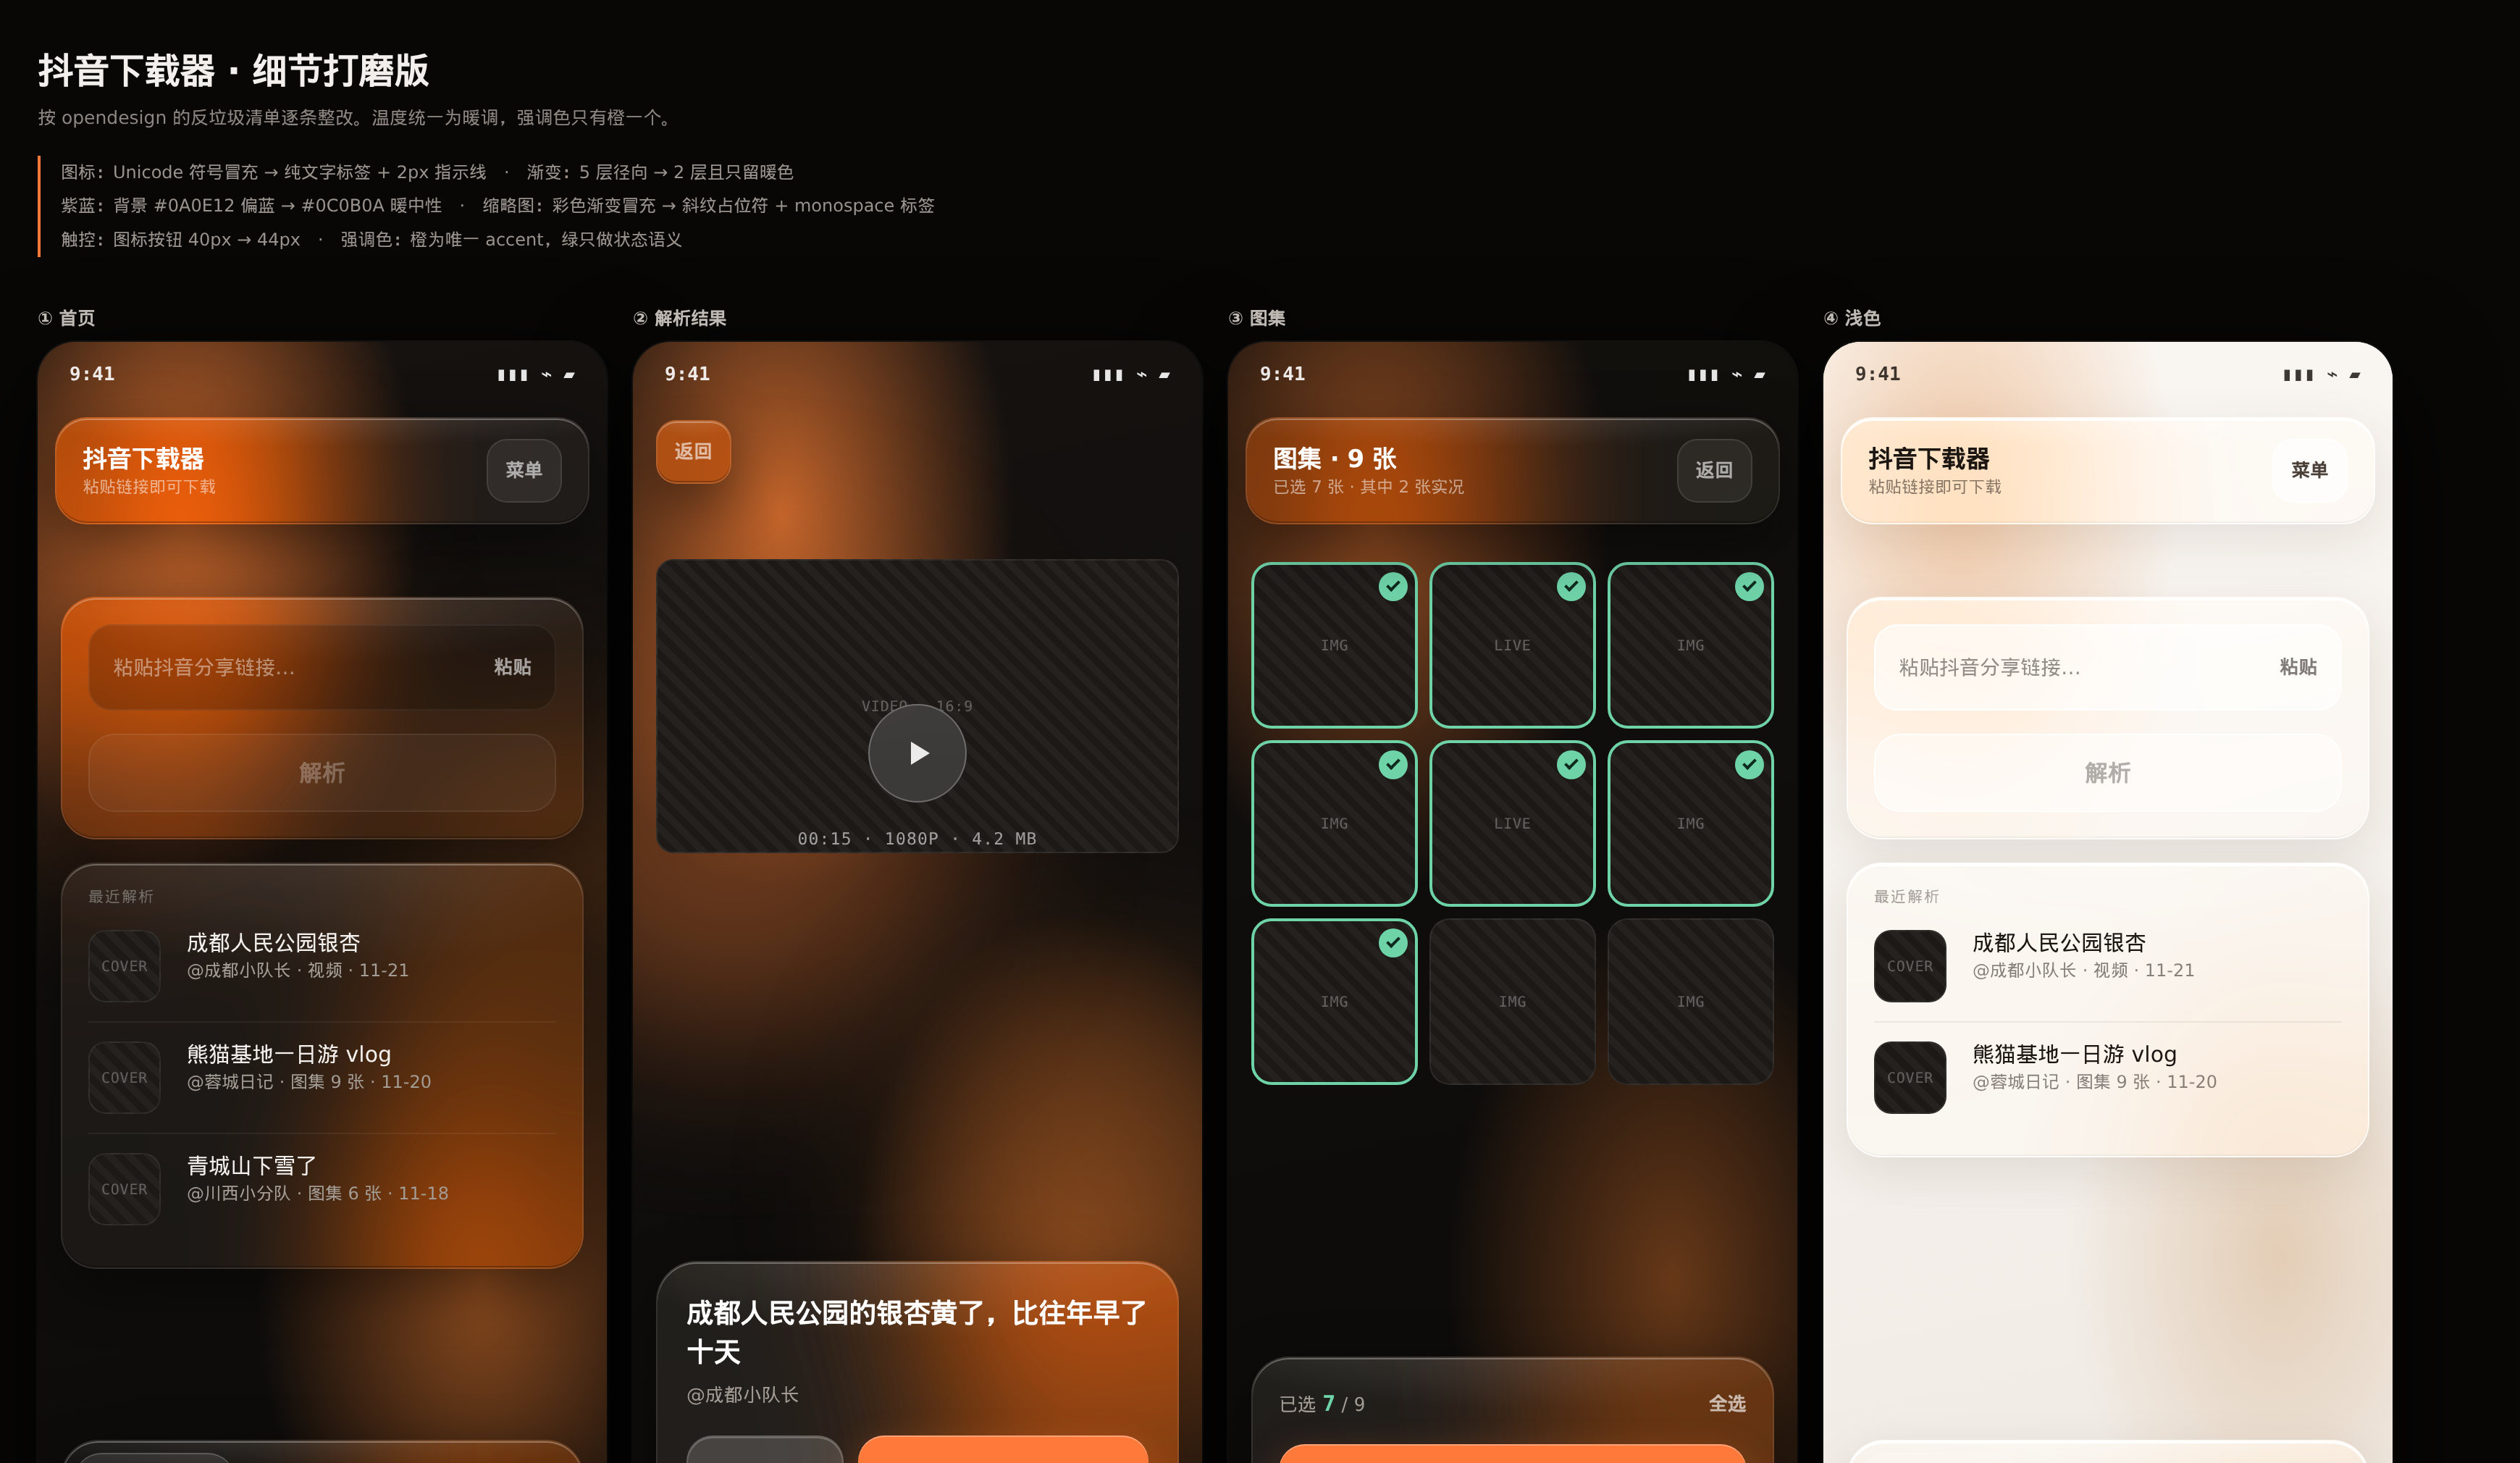 抖音下载器 · 细节打磨版
按 opendesign 的反垃圾清单逐条整改。温度统一为暖调，强调色只有橙一个。
图标：Unicode 符号冒充 → 纯文字标签 + 2px 指示线 · 渐变：5 层径向 → 2 层且只留暖色
紫蓝：背景 #0A0E12 偏蓝 → #0C0B0A 暖中性 · 缩略图：彩色渐变冒充 → 斜纹占位符 + monospace 标签
触控：图标按钮 40px → 44px · 强调色：橙为唯一 accent，绿只做状态语义
① 首页
9:41
抖音下载器
粘贴链接即可下载
菜单
粘贴抖音分享链接…
粘贴
解析
最近解析
COVER
成都人民公园银杏
@成都小队长 · 视频 · 11-21
COVER
熊猫基地一日游 vlog
@蓉城日记 · 图集 9 张 · 11-20
COVER
青城山下雪了
@川西小分队 · 图集 6 张 · 11-18
② 解析结果
9:41
返回
VIDEO 16:9
00:15 · 1080P · 4.2 MB
成都人民公园的银杏黄了，比往年早了
十天
@成都小队长
③ 图集
9:41
图集 · 9 张
已选 7 张 · 其中 2 张实况
返回
IMG
LIVE
IMG
IMG
LIVE
IMG
IMG
IMG
IMG
已选 7 / 9
全选
④ 浅色
9:41
抖音下载器
粘贴链接即可下载
菜单
粘贴抖音分享链接…
粘贴
解析
最近解析
COVER
成都人民公园银杏
@成都小队长 · 视频 · 11-21
COVER
熊猫基地一日游 vlog
@蓉城日记 · 图集 9 张 · 11-20